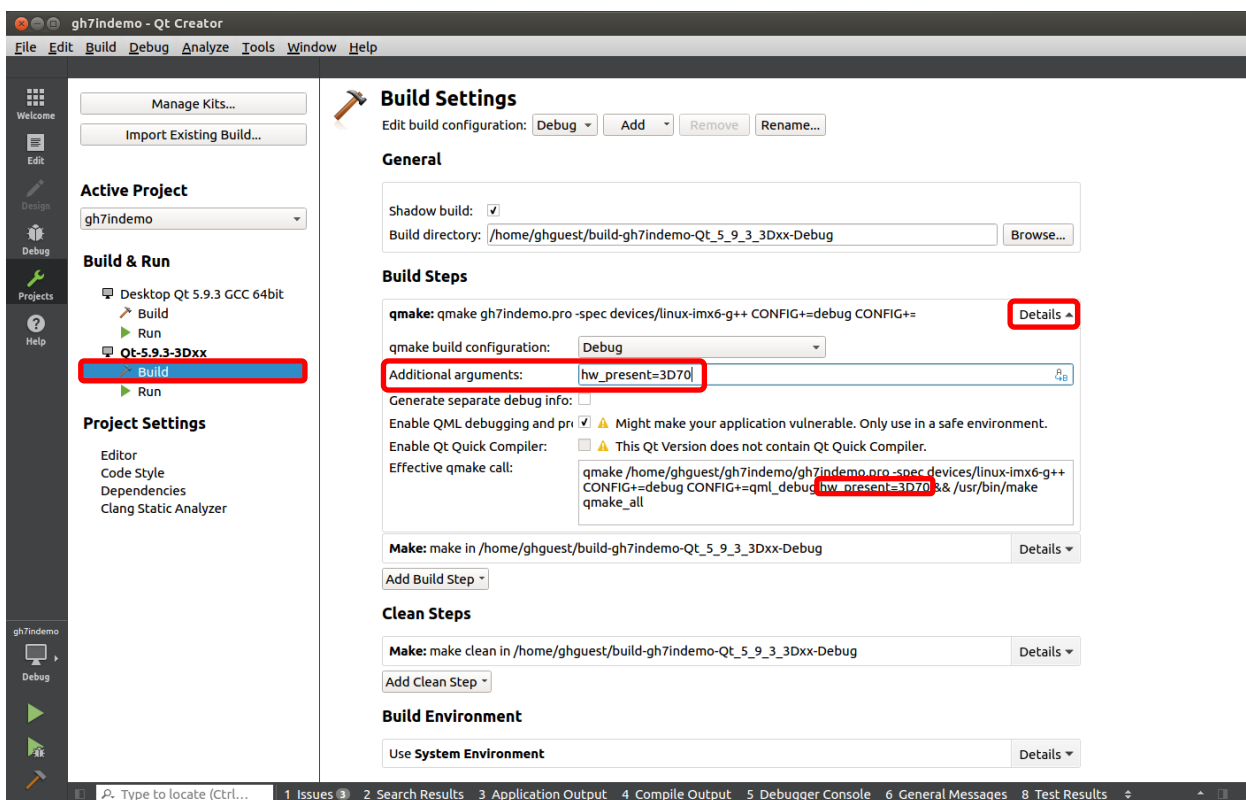 gh7indemo - Qt Creator
File Edit Build Debug Analyze Tools Window Help
Welcome
Edit
Design
Debug
Projects
Help
gh7indemo
Debug
Manage Kits...
Import Existing Build...
Active Project
gh7indemo
Build & Run
Desktop Qt 5.9.3 GCC 64bit
Build
Run
Qt-5.9.3-3Dxx
Build
Run
Project Settings
Editor
Code Style
Dependencies
Clang Static Analyzer
Build Settings
Edit build configuration: Debug Add Remove Rename...
General
Shadow build:
Build directory: /home/ghguest/build-gh7indemo-Qt_5_9_3_3Dxx-Debug Browse...
Build Steps
qmake: qmake gh7indemo.pro -spec devices/linux-imx6-g++ CONFIG+=debug CONFIG+= Details
qmake build configuration: Debug
Additional arguments: hw_present=3D70
Generate separate debug info:
Enable QML debugging and pro Might make your application vulnerable. Only use in a safe environment.
Enable Qt Quick Compiler: This Qt Version does not contain Qt Quick Compiler.
Effective qmake call: qmake /home/ghguest/gh7indemo/gh7indemo.pro -spec devices/linux-imx6-g++
CONFIG+=debug CONFIG+=qml_debug hw_present=3D70 && /usr/bin/make
qmake_all
Make: make in /home/ghguest/build-gh7indemo-Qt_5_9_3_3Dxx-Debug Details
Add Build Step
Clean Steps
Make: make clean in /home/ghguest/build-gh7indemo-Qt_5_9_3_3Dxx-Debug Details
Add Clean Step
Build Environment
Use System Environment Details
Type to locate (Ctrl... 1 Issues 3 2 Search Results 3 Application Output 4 Compile Output 5 Debugger Console 6 General Messages 8 Test Results